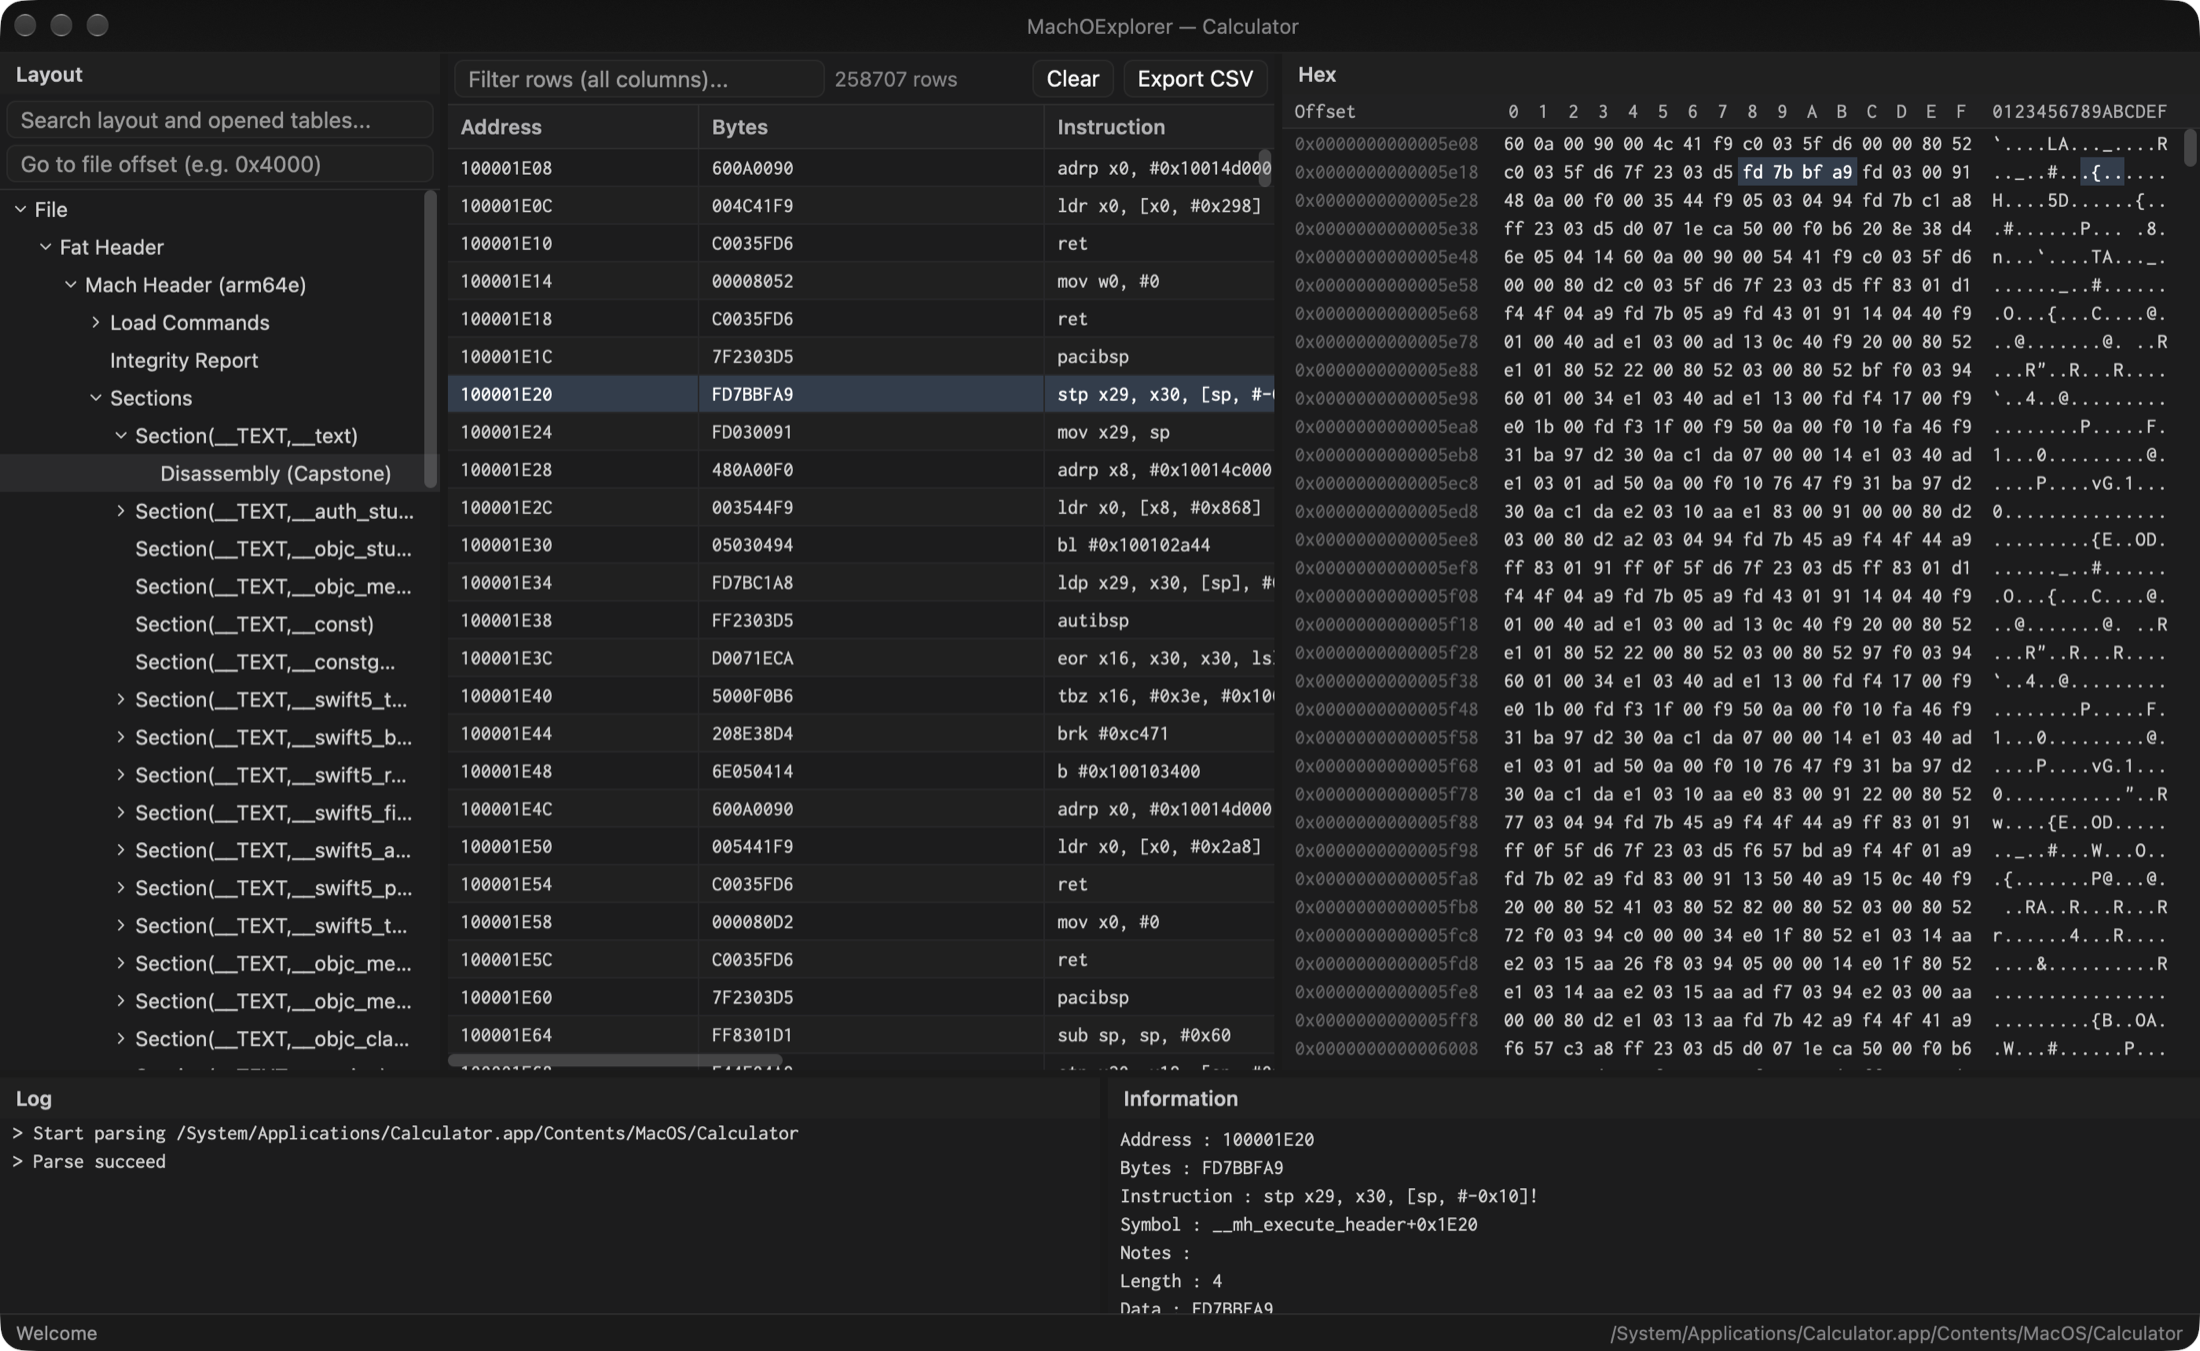 MachOExplorer — Calculator
Layout
Search layout and opened tables...
Go to file offset (e.g. 0x4000)
File
Fat Header
Mach Header (arm64e)
Load Commands
Integrity Report
Sections
Section(__TEXT,__text)
Disassembly (Capstone)
Section(__TEXT,__auth_stu...
Section(__TEXT,__objc_stu...
Section(__TEXT,__objc_me...
Section(__TEXT,__const)
Section(__TEXT,__constg...
Section(__TEXT,__swift5_t...
Section(__TEXT,__swift5_b...
Section(__TEXT,__swift5_r...
Section(__TEXT,__swift5_fi...
Section(__TEXT,__swift5_a...
Section(__TEXT,__swift5_p...
Section(__TEXT,__swift5_t...
Section(__TEXT,__objc_me...
Section(__TEXT,__objc_me...
Section(__TEXT,__objc_cla...
Filter rows (all columns)... 258707 rows Clear Export CSV
Address Bytes Instruction
100001E08 600A0090 adrp x0, #0x10014d000
100001E0C 004C41F9 ldr x0, [x0, #0x298]
100001E10 C0035FD6 ret
100001E14 00008052 mov w0, #0
100001E18 C0035FD6 ret
100001E1C 7F2303D5 pacibsp
100001E20 FD7BBFA9 stp x29, x30, [sp, #-
100001E24 FD030091 mov x29, sp
100001E28 480A00F0 adrp x8, #0x10014c000
100001E2C 003544F9 ldr x0, [x8, #0x868]
100001E30 05030494 bl #0x100102a44
100001E34 FD7BC1A8 ldp x29, x30, [sp], #
100001E38 FF2303D5 autibsp
100001E3C D0071ECA eor x16, x30, x30, ls
100001E40 5000F0B6 tbz x16, #0x3e, #0x10
100001E44 208E38D4 brk #0xc471
100001E48 6E050414 b #0x100103400
100001E4C 600A0090 adrp x0, #0x10014d000
100001E50 005441F9 ldr x0, [x0, #0x2a8]
100001E54 C0035FD6 ret
100001E58 000080D2 mov x0, #0
100001E5C C0035FD6 ret
100001E60 7F2303D5 pacibsp
100001E64 FF8301D1 sub sp, sp, #0x60
Hex
Offset 0 1 2 3 4 5 6 7 8 9 A B C D E F 0123456789ABCDEF
0x0000000000005e08 60 0a 00 90 00 4c 41 f9 c0 03 5f d6 00 00 80 52 `....LA..._....R
0x0000000000005e18 c0 03 5f d6 7f 23 03 d5 fd 7b bf a9 fd 03 00 91 .._..#...{......
0x0000000000005e28 48 0a 00 f0 00 35 44 f9 05 03 04 94 fd 7b c1 a8 H....5D......{..
0x0000000000005e38 ff 23 03 d5 d0 07 1e ca 50 00 f0 b6 20 8e 38 d4 .#......P... .8.
0x0000000000005e48 6e 05 04 14 60 0a 00 90 00 54 41 f9 c0 03 5f d6 n...`....TA..._.
0x0000000000005e58 00 00 80 d2 c0 03 5f d6 7f 23 03 d5 ff 83 01 d1 ......_..#......
0x0000000000005e68 f4 4f 04 a9 fd 7b 05 a9 fd 43 01 91 14 04 40 f9 .O...{...C....@.
0x0000000000005e78 01 00 40 ad e1 03 00 ad 13 0c 40 f9 20 00 80 52 ..@.......@. ..R
0x0000000000005e88 e1 01 80 52 22 00 80 52 03 00 80 52 bf f0 03 94 ...R"..R...R....
0x0000000000005e98 60 01 00 34 e1 03 40 ad e1 13 00 fd f4 17 00 f9 `..4..@.........
0x0000000000005ea8 e0 1b 00 fd f3 1f 00 f9 50 0a 00 f0 10 fa 46 f9 ........P.....F.
0x0000000000005eb8 31 ba 97 d2 30 0a c1 da 07 00 00 14 e1 03 40 ad 1...0.........@.
0x0000000000005ec8 e1 03 01 ad 50 0a 00 f0 10 76 47 f9 31 ba 97 d2 ....P....vG.1...
0x0000000000005ed8 30 0a c1 da e2 03 10 aa e1 83 00 91 00 00 80 d2 0...............
0x0000000000005ee8 03 00 80 d2 a2 03 04 94 fd 7b 45 a9 f4 4f 44 a9 .........{E..OD.
0x0000000000005ef8 ff 83 01 91 ff 0f 5f d6 7f 23 03 d5 ff 83 01 d1 ......_..#......
0x0000000000005f08 f4 4f 04 a9 fd 7b 05 a9 fd 43 01 91 14 04 40 f9 .O...{...C....@.
0x0000000000005f18 01 00 40 ad e1 03 00 ad 13 0c 40 f9 20 00 80 52 ..@.......@. ..R
0x0000000000005f28 e1 01 80 52 22 00 80 52 03 00 80 52 97 f0 03 94 ...R"..R...R....
0x0000000000005f38 60 01 00 34 e1 03 40 ad e1 13 00 fd f4 17 00 f9 `..4..@.........
0x0000000000005f48 e0 1b 00 fd f3 1f 00 f9 50 0a 00 f0 10 fa 46 f9 ........P.....F.
0x0000000000005f58 31 ba 97 d2 30 0a c1 da 07 00 00 14 e1 03 40 ad 1...0.........@.
0x0000000000005f68 e1 03 01 ad 50 0a 00 f0 10 76 47 f9 31 ba 97 d2 ....P....vG.1...
0x0000000000005f78 30 0a c1 da e1 03 10 aa e0 83 00 91 22 00 80 52 0..........."..R
0x0000000000005f88 77 03 04 94 fd 7b 45 a9 f4 4f 44 a9 ff 83 01 91 w....{E..OD.....
0x0000000000005f98 ff 0f 5f d6 7f 23 03 d5 f6 57 bd a9 f4 4f 01 a9 .._..#...W...O..
0x0000000000005fa8 fd 7b 02 a9 fd 83 00 91 13 50 40 a9 15 0c 40 f9 .{.......P@...@.
0x0000000000005fb8 20 00 80 52 41 03 80 52 82 00 80 52 03 00 80 52 ..RA..R...R...R
0x0000000000005fc8 72 f0 03 94 c0 00 00 34 e0 1f 80 52 e1 03 14 aa r......4...R....
0x0000000000005fd8 e2 03 15 aa 26 f8 03 94 05 00 00 14 e0 1f 80 52 ....&..........R
0x0000000000005fe8 e1 03 14 aa e2 03 15 aa ad f7 03 94 e2 03 00 aa ................
0x0000000000005ff8 00 00 80 d2 e1 03 13 aa fd 7b 42 a9 f4 4f 41 a9 .........{B..OA.
0x0000000000006008 f6 57 c3 a8 ff 23 03 d5 d0 07 1e ca 50 00 f0 b6 .W...#......P...
Log
> Start parsing /System/Applications/Calculator.app/Contents/MacOS/Calculator
> Parse succeed
Information
Address : 100001E20
Bytes : FD7BBFA9
Instruction : stp x29, x30, [sp, #-0x10]!
Symbol : __mh_execute_header+0x1E20
Notes :
Length : 4
Data : FD7BBFA9
Welcome
/System/Applications/Calculator.app/Contents/MacOS/Calculator